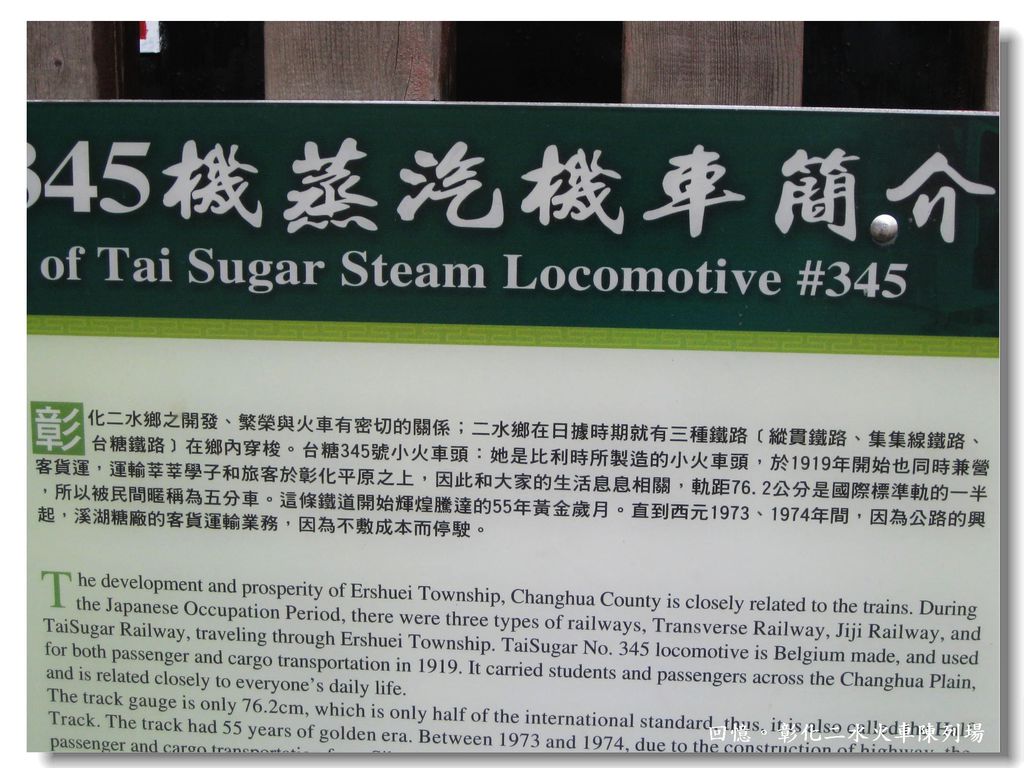 345機蒸汽機車簡介
of Tai Sugar Steam Locomotive #345
彰化二水鄉之開發、繁榮與火車有密切的關係；二水鄉在日據時期就有三種鐵路〔縱貫鐵路、集集線鐵路、
台糖鐵路〕在鄉內穿梭。台糖345號小火車頭：她是比利時所製造的小火車頭，於1919年開始也同時兼營
客貨運，運輸莘莘學子和旅客於彰化平原之上，因此和大家的生活息息相關，軌距76.2公分是國際標準軌的一半
，所以被民間暱稱為五分車。這條鐵道開始輝煌騰達的55年黃金歲月。直到西元1973、1974年間，因為公路的興
起，溪湖糖廠的客貨運輸業務，因為不敷成本而停駛。
The development and prosperity of Ershuei Township, Changhua County is closely related to the trains. During
the Japanese Occupation Period, there were three types of railways, Transverse Railway, Jiji Railway, and
TaiSugar Railway, traveling through Ershuei Township. TaiSugar No. 345 locomotive is Belgium made, and used
for both passenger and cargo transportation in 1919. It carried students and passengers across the Changhua Plain,
and is related closely to everyone's daily life.
The track gauge is only 76.2cm, which is only half of the international standard, thus, it is also called the Half
Track. The track had 55 years of golden era. Between 1973 and 1974, due to the construction of highway, the
passenger and cargo transportation
回憶。彰化二水火車陳列場